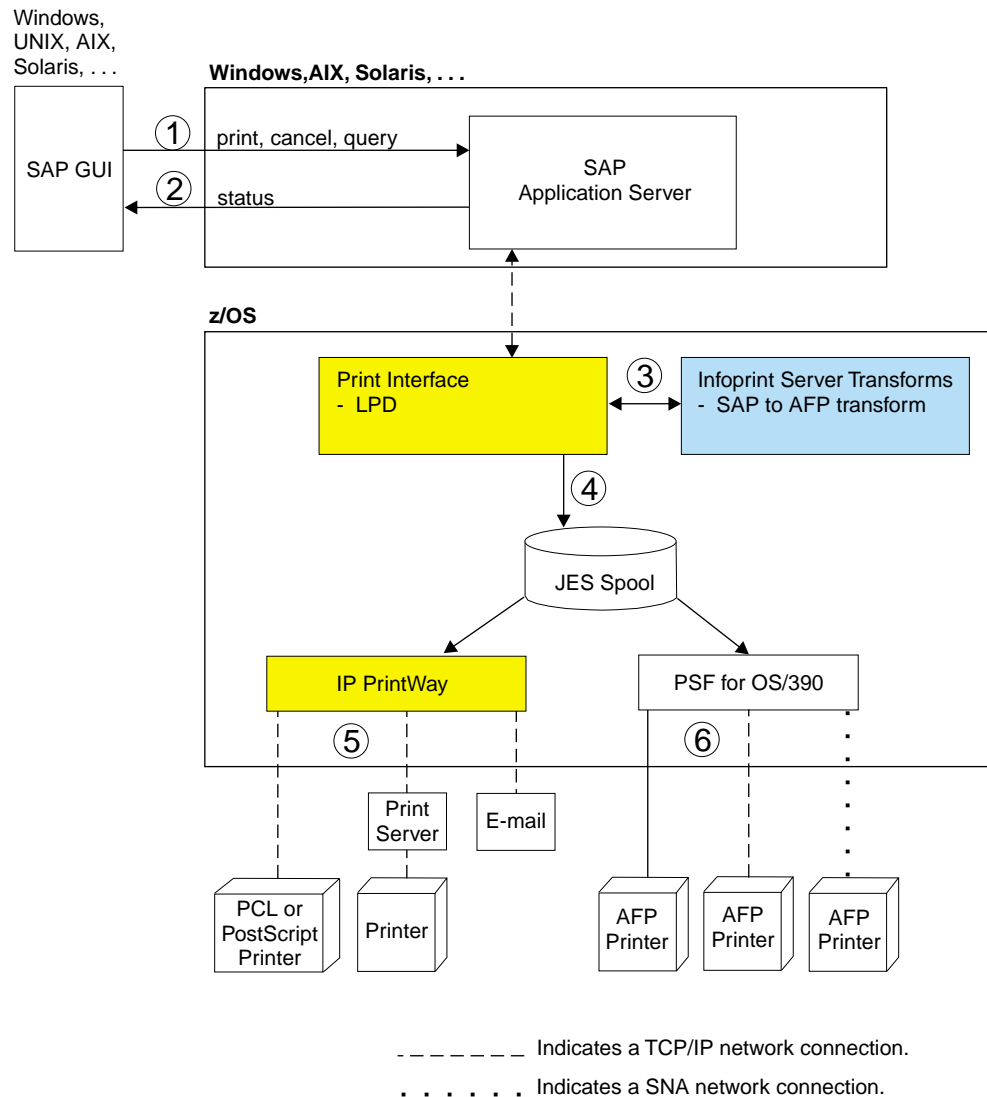 Windows,
UNIX, AIX,
Solaris, . . .
Windows,AIX, Solaris, . . .
SAP GUI
1
print, cancel, query
2
status
SAP
Application Server
z/OS
Print Interface
- LPD
3
Infoprint Server Transforms
- SAP to AFP transform
4
JES Spool
IP PrintWay
PSF for OS/390
5
6
Print
Server
E-mail
PCL or
PostScript
Printer
Printer
AFP
Printer
AFP
Printer
AFP
Printer
Indicates a TCP/IP network connection.
Indicates a SNA network connection.